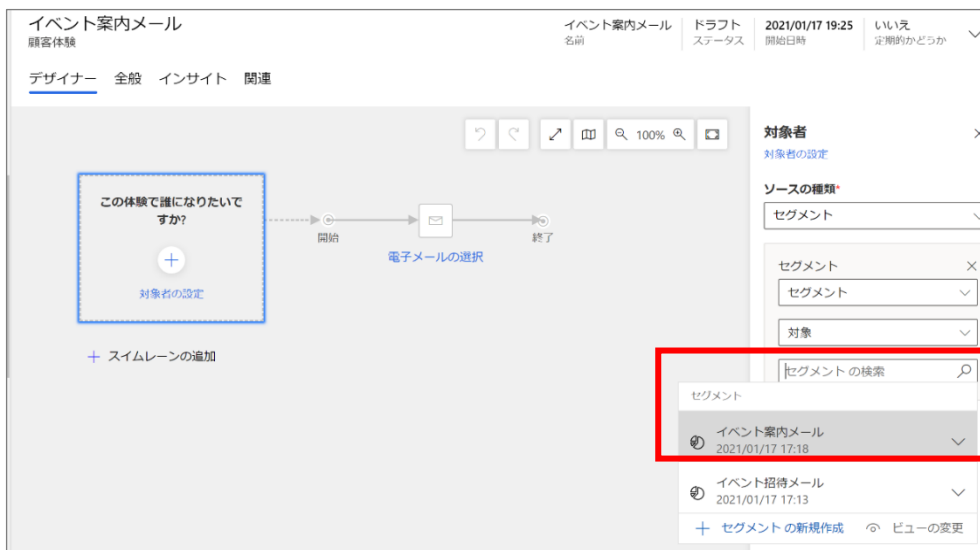 イベント案内メール
顧客体験
イベント案内メール
名前
ドラフト
ステータス
2021/01/17 19:25
開始日時
いいえ
定期的かどうか
デザイナー 全般 インサイト 関連
100%
この体験で誰になりたいで
すか?
対象者の設定
開始
電子メールの選択
終了
スイムレーンの追加
対象者
対象者の設定
ソースの種類*
セグメント
セグメント
セグメント
対象
セグメント の検索
セグメント
イベント案内メール
2021/01/17 17:18
イベント招待メール
2021/01/17 17:13
セグメント の新規作成 ビューの変更